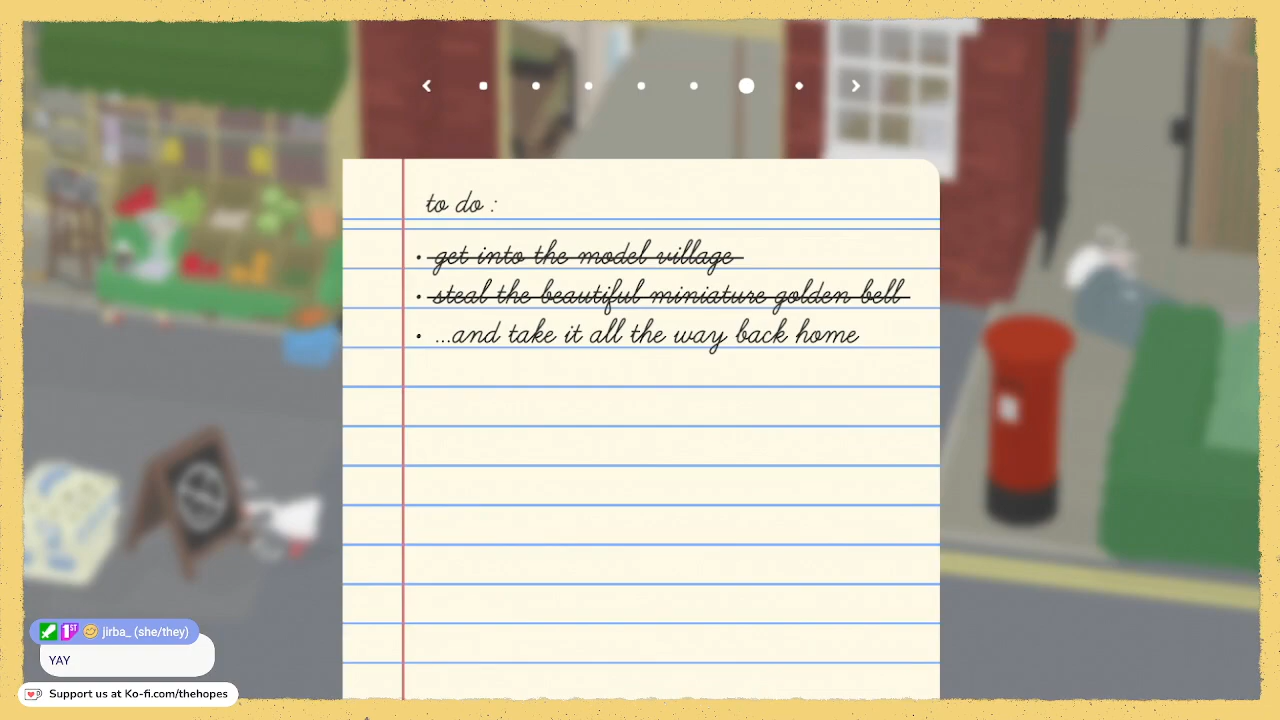 to do :
• get into the model village
• steal the beautiful miniature golden bell
• ...and take it all the way back home
1ST jirba_ (she/they)
YAY
Support us at Ko-fi.com/thehopes